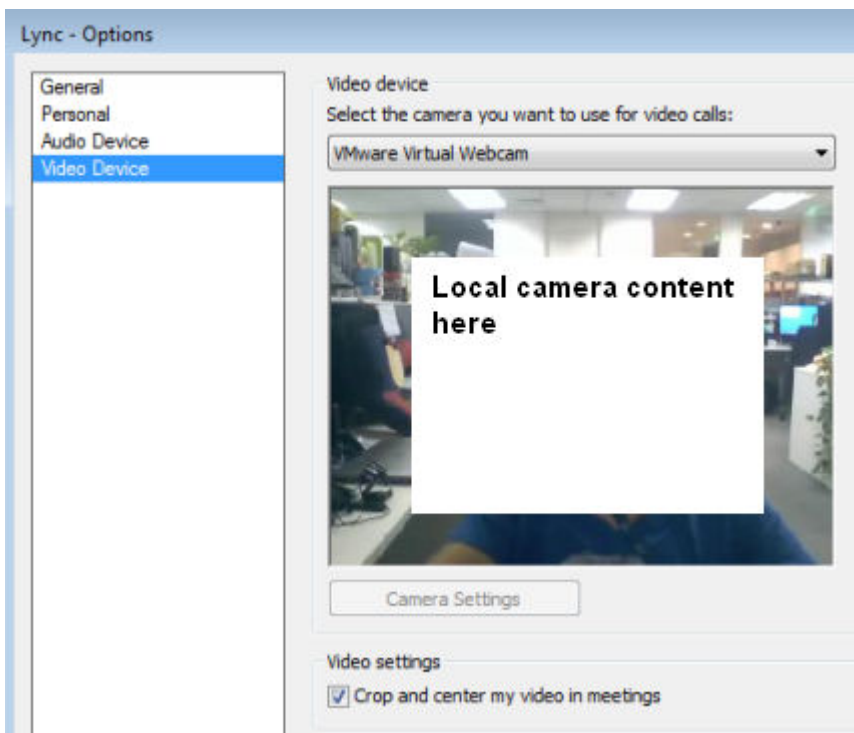 Lync - Options
General
Personal
Audio Device
Video Device
Video device
Select the camera you want to use for video calls:
VMware Virtual Webcam
Local camera content
here
Camera Settings
Video settings
Crop and center my video in meetings